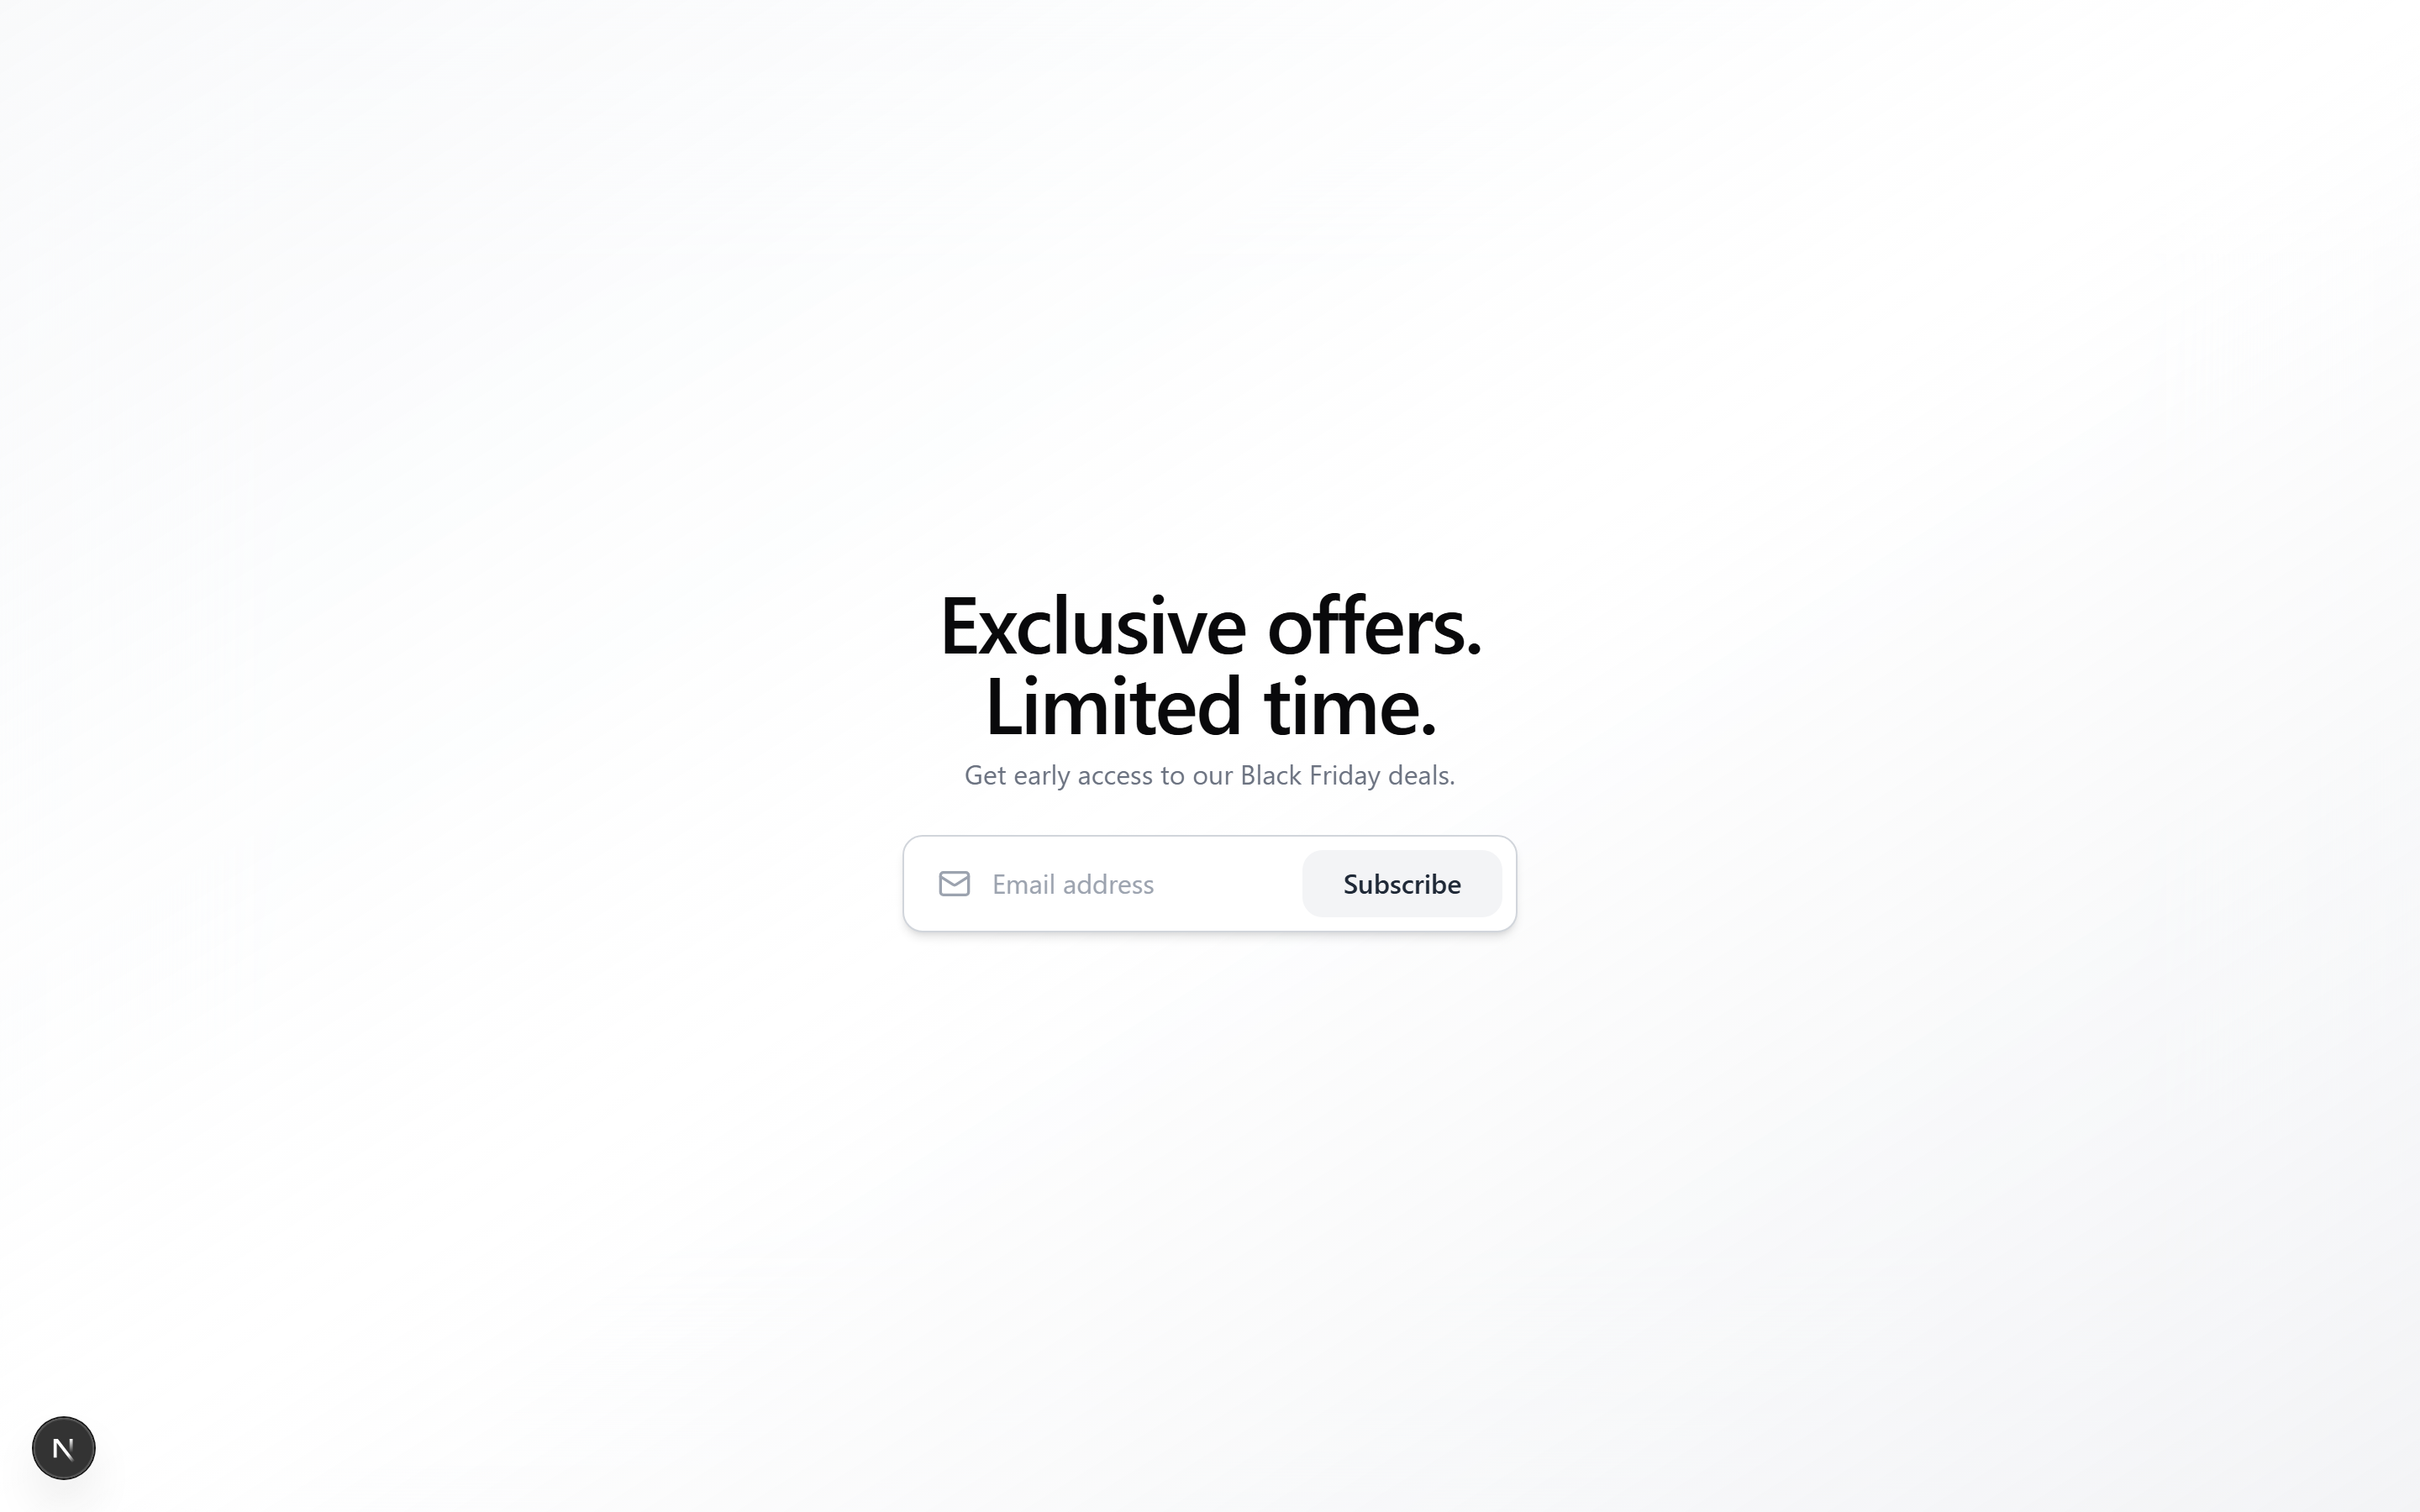 Exclusive offers.
Limited time.
Get early access to our Black Friday deals.
Email address
Subscribe
N